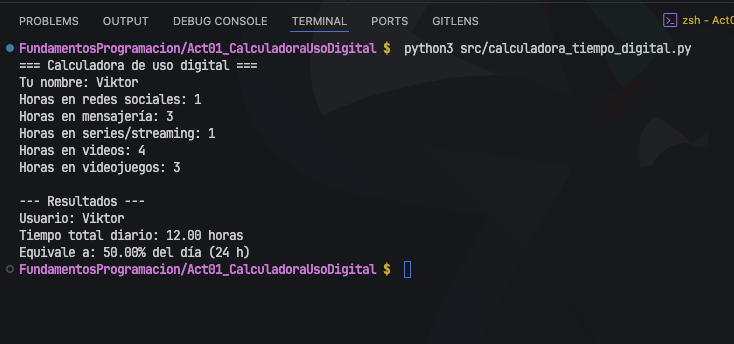 PROBLEMS OUTPUT DEBUG CONSOLE TERMINAL PORTS GITLENS zsh - Act0
FundamentosProgramacion/Act01_CalculadoraUsoDigital $ python3 src/calculadora_tiempo_digital.py
=== Calculadora de uso digital ===
Tu nombre: Viktor
Horas en redes sociales: 1
Horas en mensajería: 3
Horas en series/streaming: 1
Horas en videos: 4
Horas en videojuegos: 3
--- Resultados ---
Usuario: Viktor
Tiempo total diario: 12.00 horas
Equivale a: 50.00% del día (24 h)
FundamentosProgramacion/Act01_CalculadoraUsoDigital $